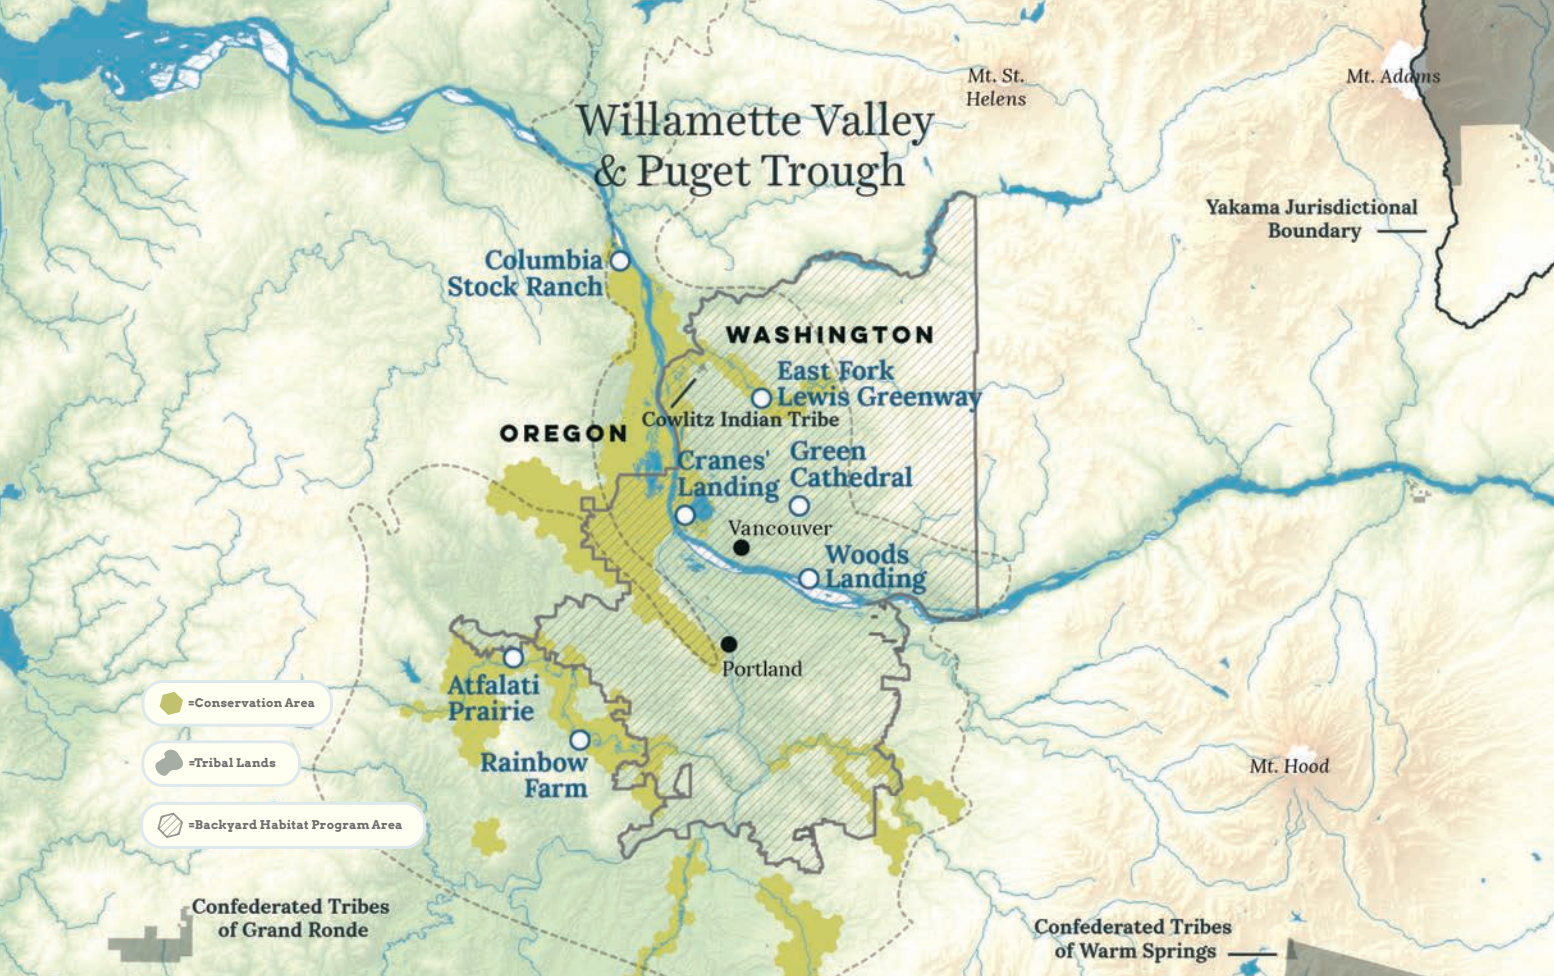 Mt. St.
Helens
Mt. Adams
Willamette Valley
& Puget Trough
Yakama Jurisdictional
Boundary
Columbia
Stock Ranch
WASHINGTON
East Fork
Lewis Greenway
Cowlitz Indian Tribe
OREGON
Cranes'
Landing
Green
Cathedral
Vancouver
Woods
Landing
Portland
Atfalati
Prairie
=Conservation Area
Rainbow
Farm
=Tribal Lands
Mt. Hood
=Backyard Habitat Program Area
Confederated Tribes
of Grand Ronde
Confederated Tribes
of Warm Springs